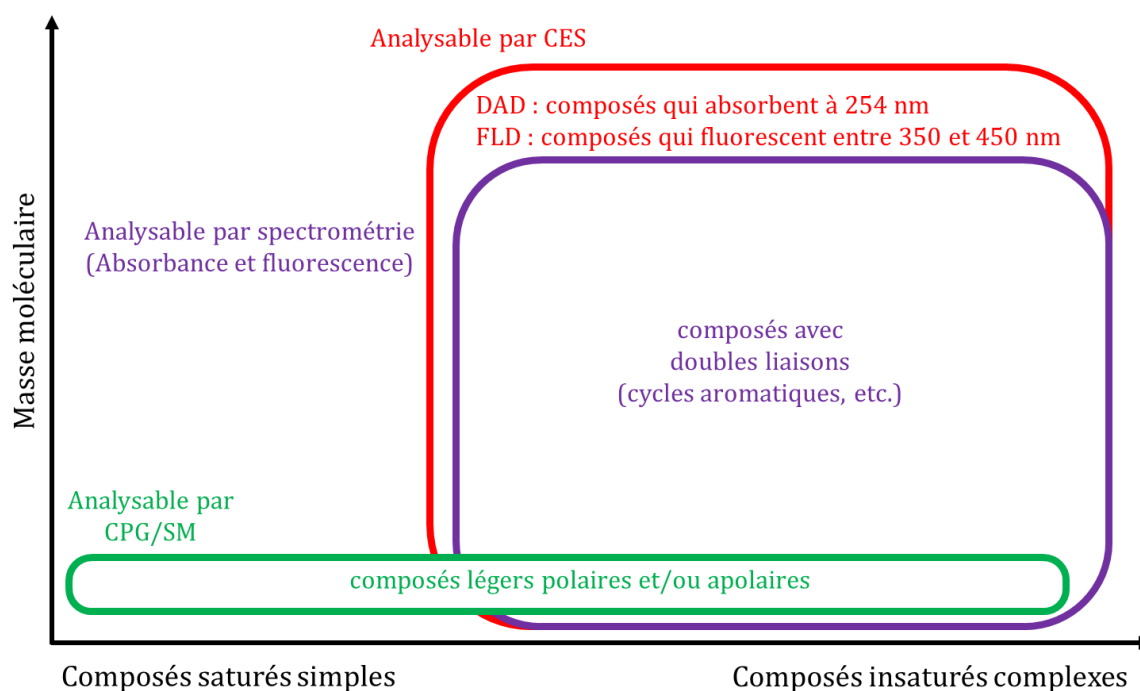 Analysable par CES
DAD : composés qui absorbent à 254 nm
FLD : composés qui fluorescent entre 350 et 450 nm
Masse moléculaire
Analysable par spectrométrie
(Absorbance et fluorescence)
composés avec
doubles liaisons
(cycles aromatiques, etc.)
Analysable par
CPG/SM
composés légers polaires et/ou apolaires
Composés saturés simples
Composés insaturés complexes